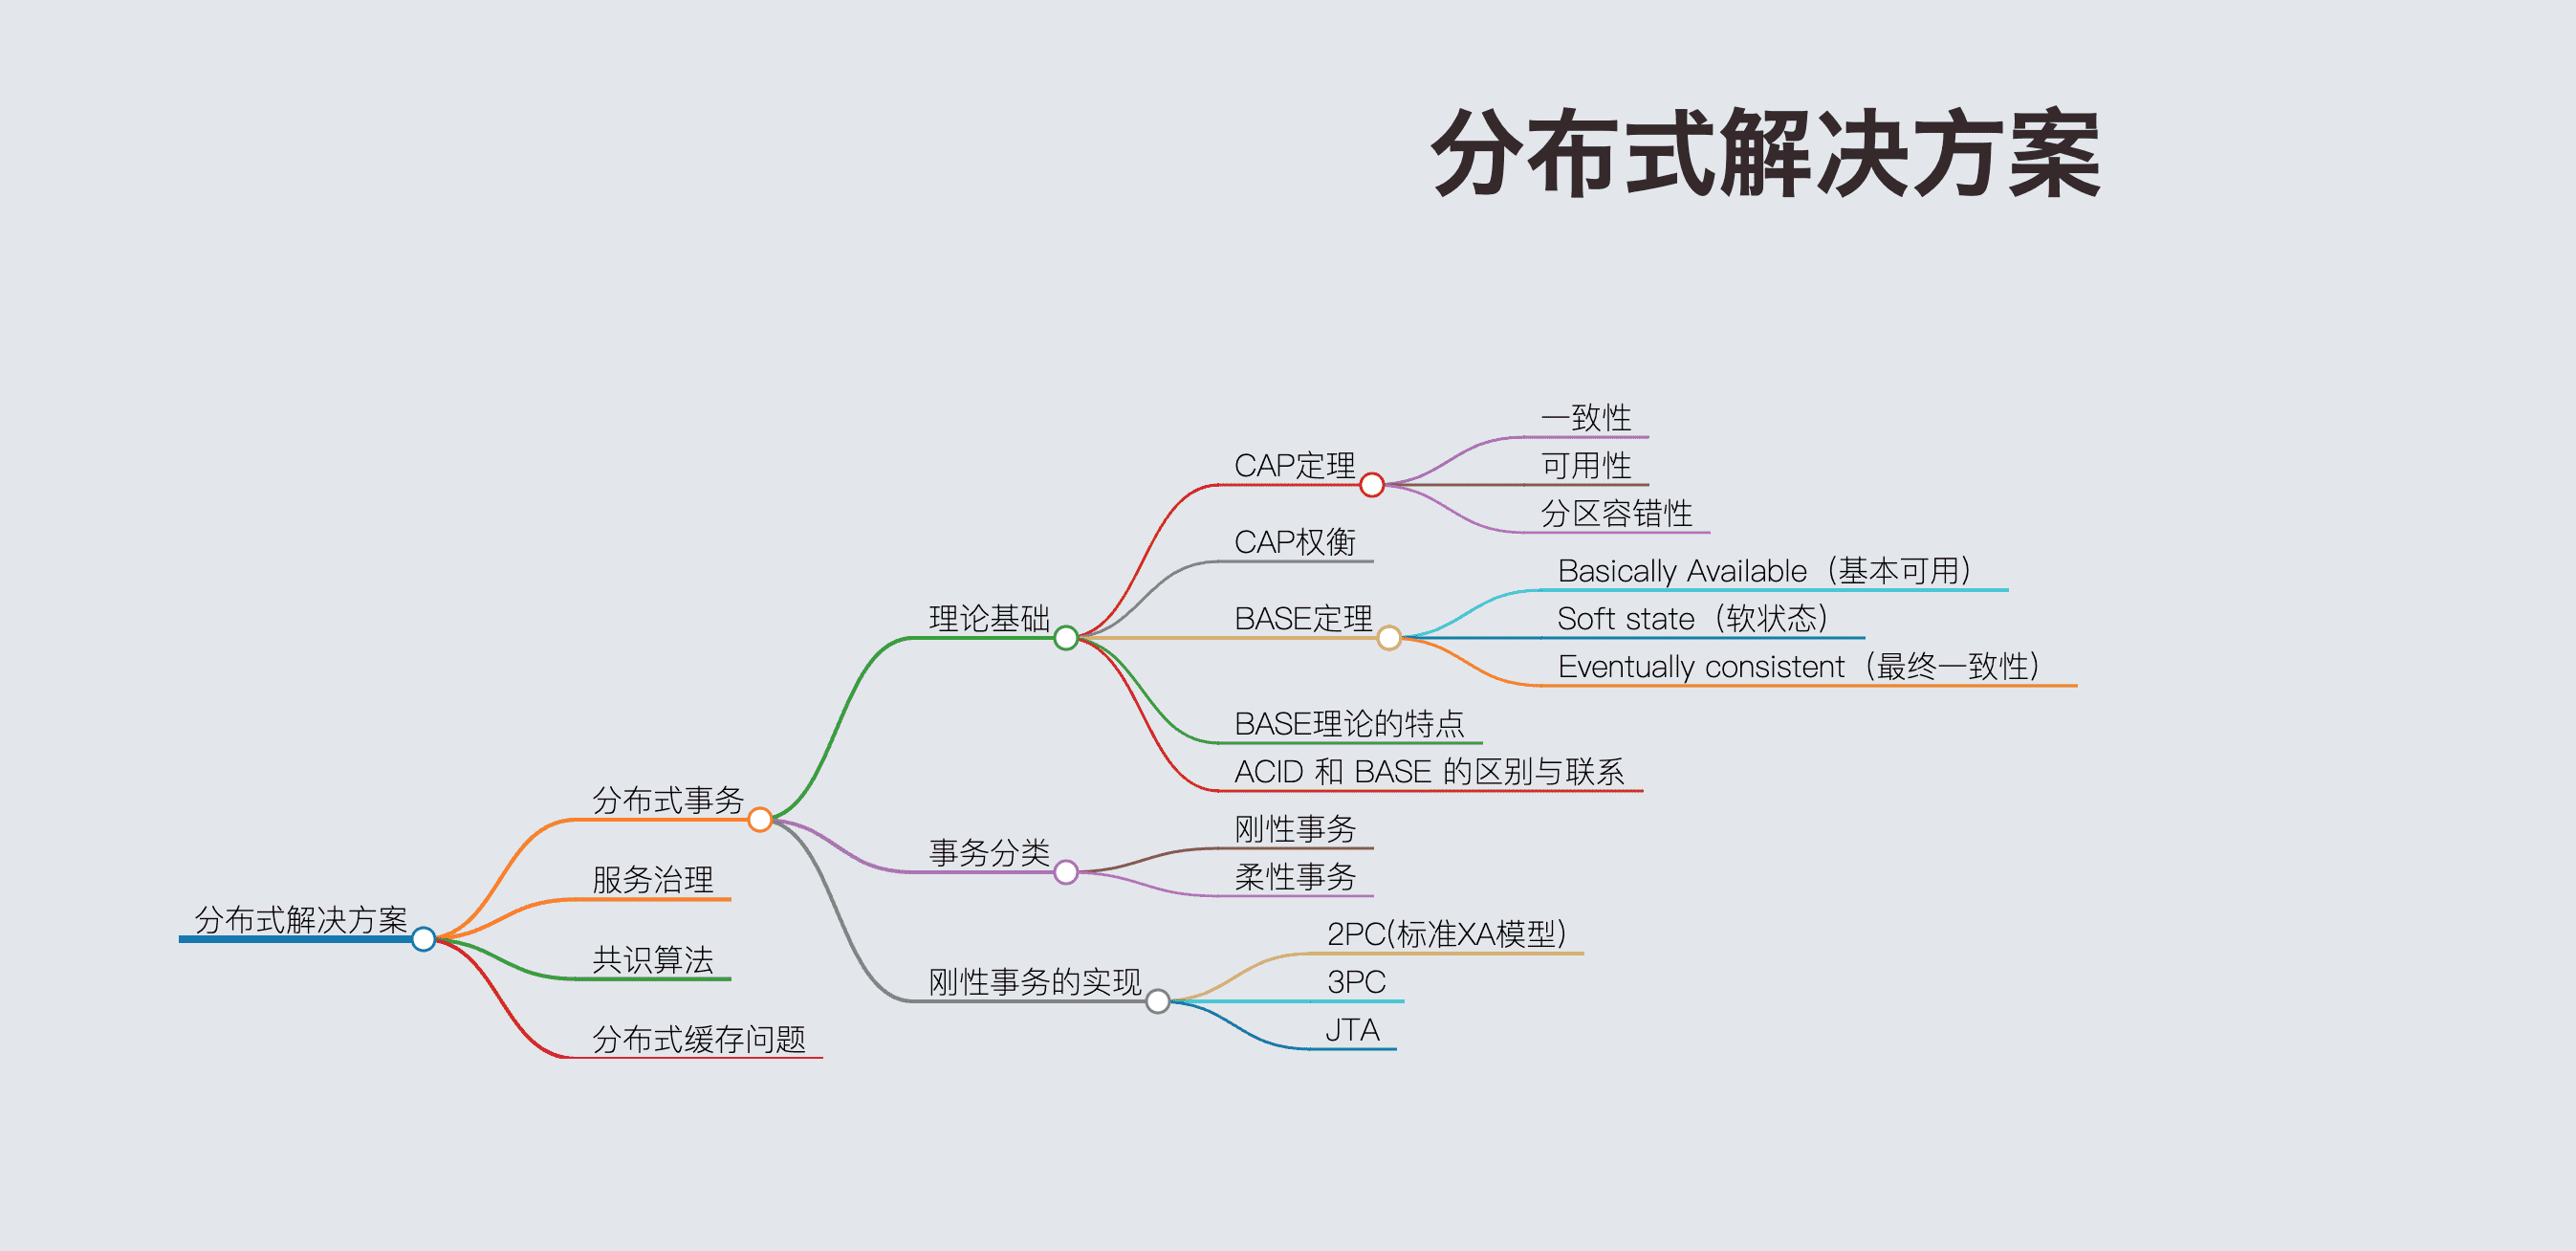 分布式解决方案
一致性
CAP定理
可用性
分区容错性
CAP权衡
Basically Available（基本可用）
理论基础
BASE定理
Soft state（软状态）
Eventually consistent（最终一致性）
BASE理论的特点
ACID 和 BASE 的区别与联系
分布式事务
刚性事务
事务分类
柔性事务
服务治理
分布式解决方案
2PC(标准XA模型)
共识算法
刚性事务的实现
3PC
JTA
分布式缓存问题